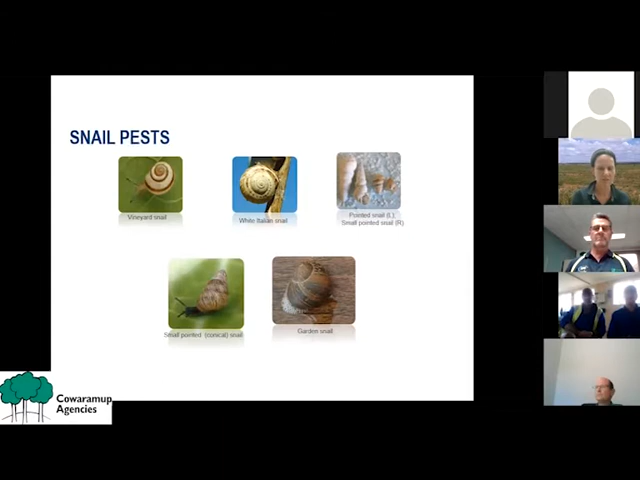 SNAIL PESTS
Vineyard snail
White Italian snail
Pointed snail (L),
Small pointed snail (R)
Small pointed (conical) snail
Garden snail
Cowaramup
Agencies